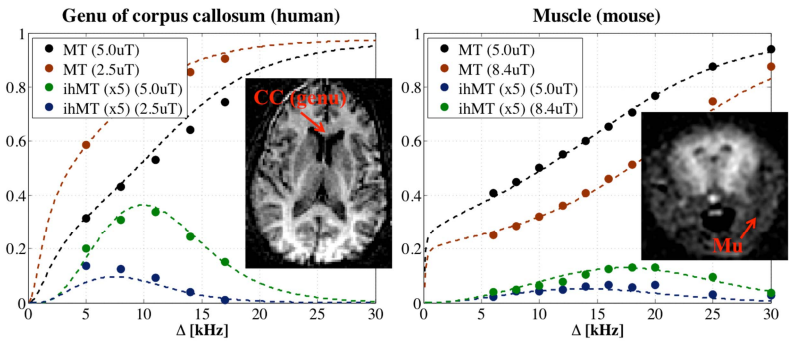 Genu of corpus callosum (human)
1
0.8
0.6
0.4
0.2
0
0
5
10
15
20
25
30
Δ [kHz]
MT (5.0uT)
MT (2.5uT)
ihMT (x5) (5.0uT)
ihMT (x5) (2.5uT)
CC (genu)
Muscle (mouse)
1
0.8
0.6
0.4
0.2
0
0
5
10
15
20
25
30
Δ [kHz]
MT (5.0uT)
MT (8.4uT)
ihMT (x5) (5.0uT)
ihMT (x5) (8.4uT)
Mu